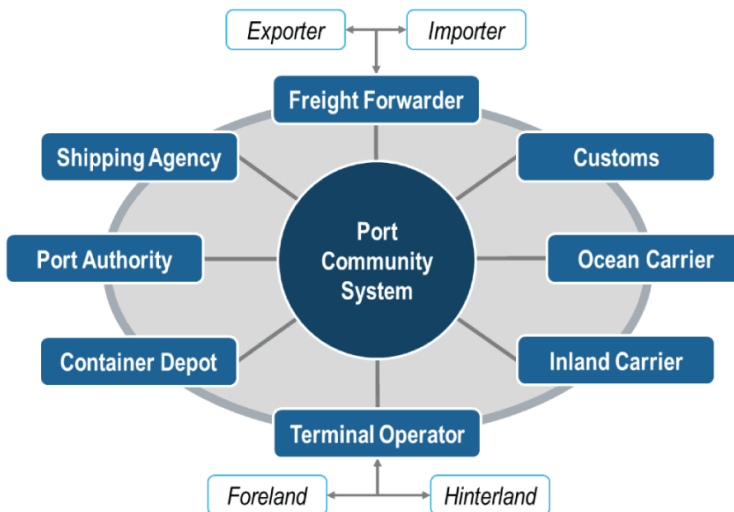 Exporter
Importer
Freight Forwarder
Shipping Agency
Customs
Port
Community
System
Port Authority
Ocean Carrier
Container Depot
Inland Carrier
Terminal Operator
Foreland
Hinterland